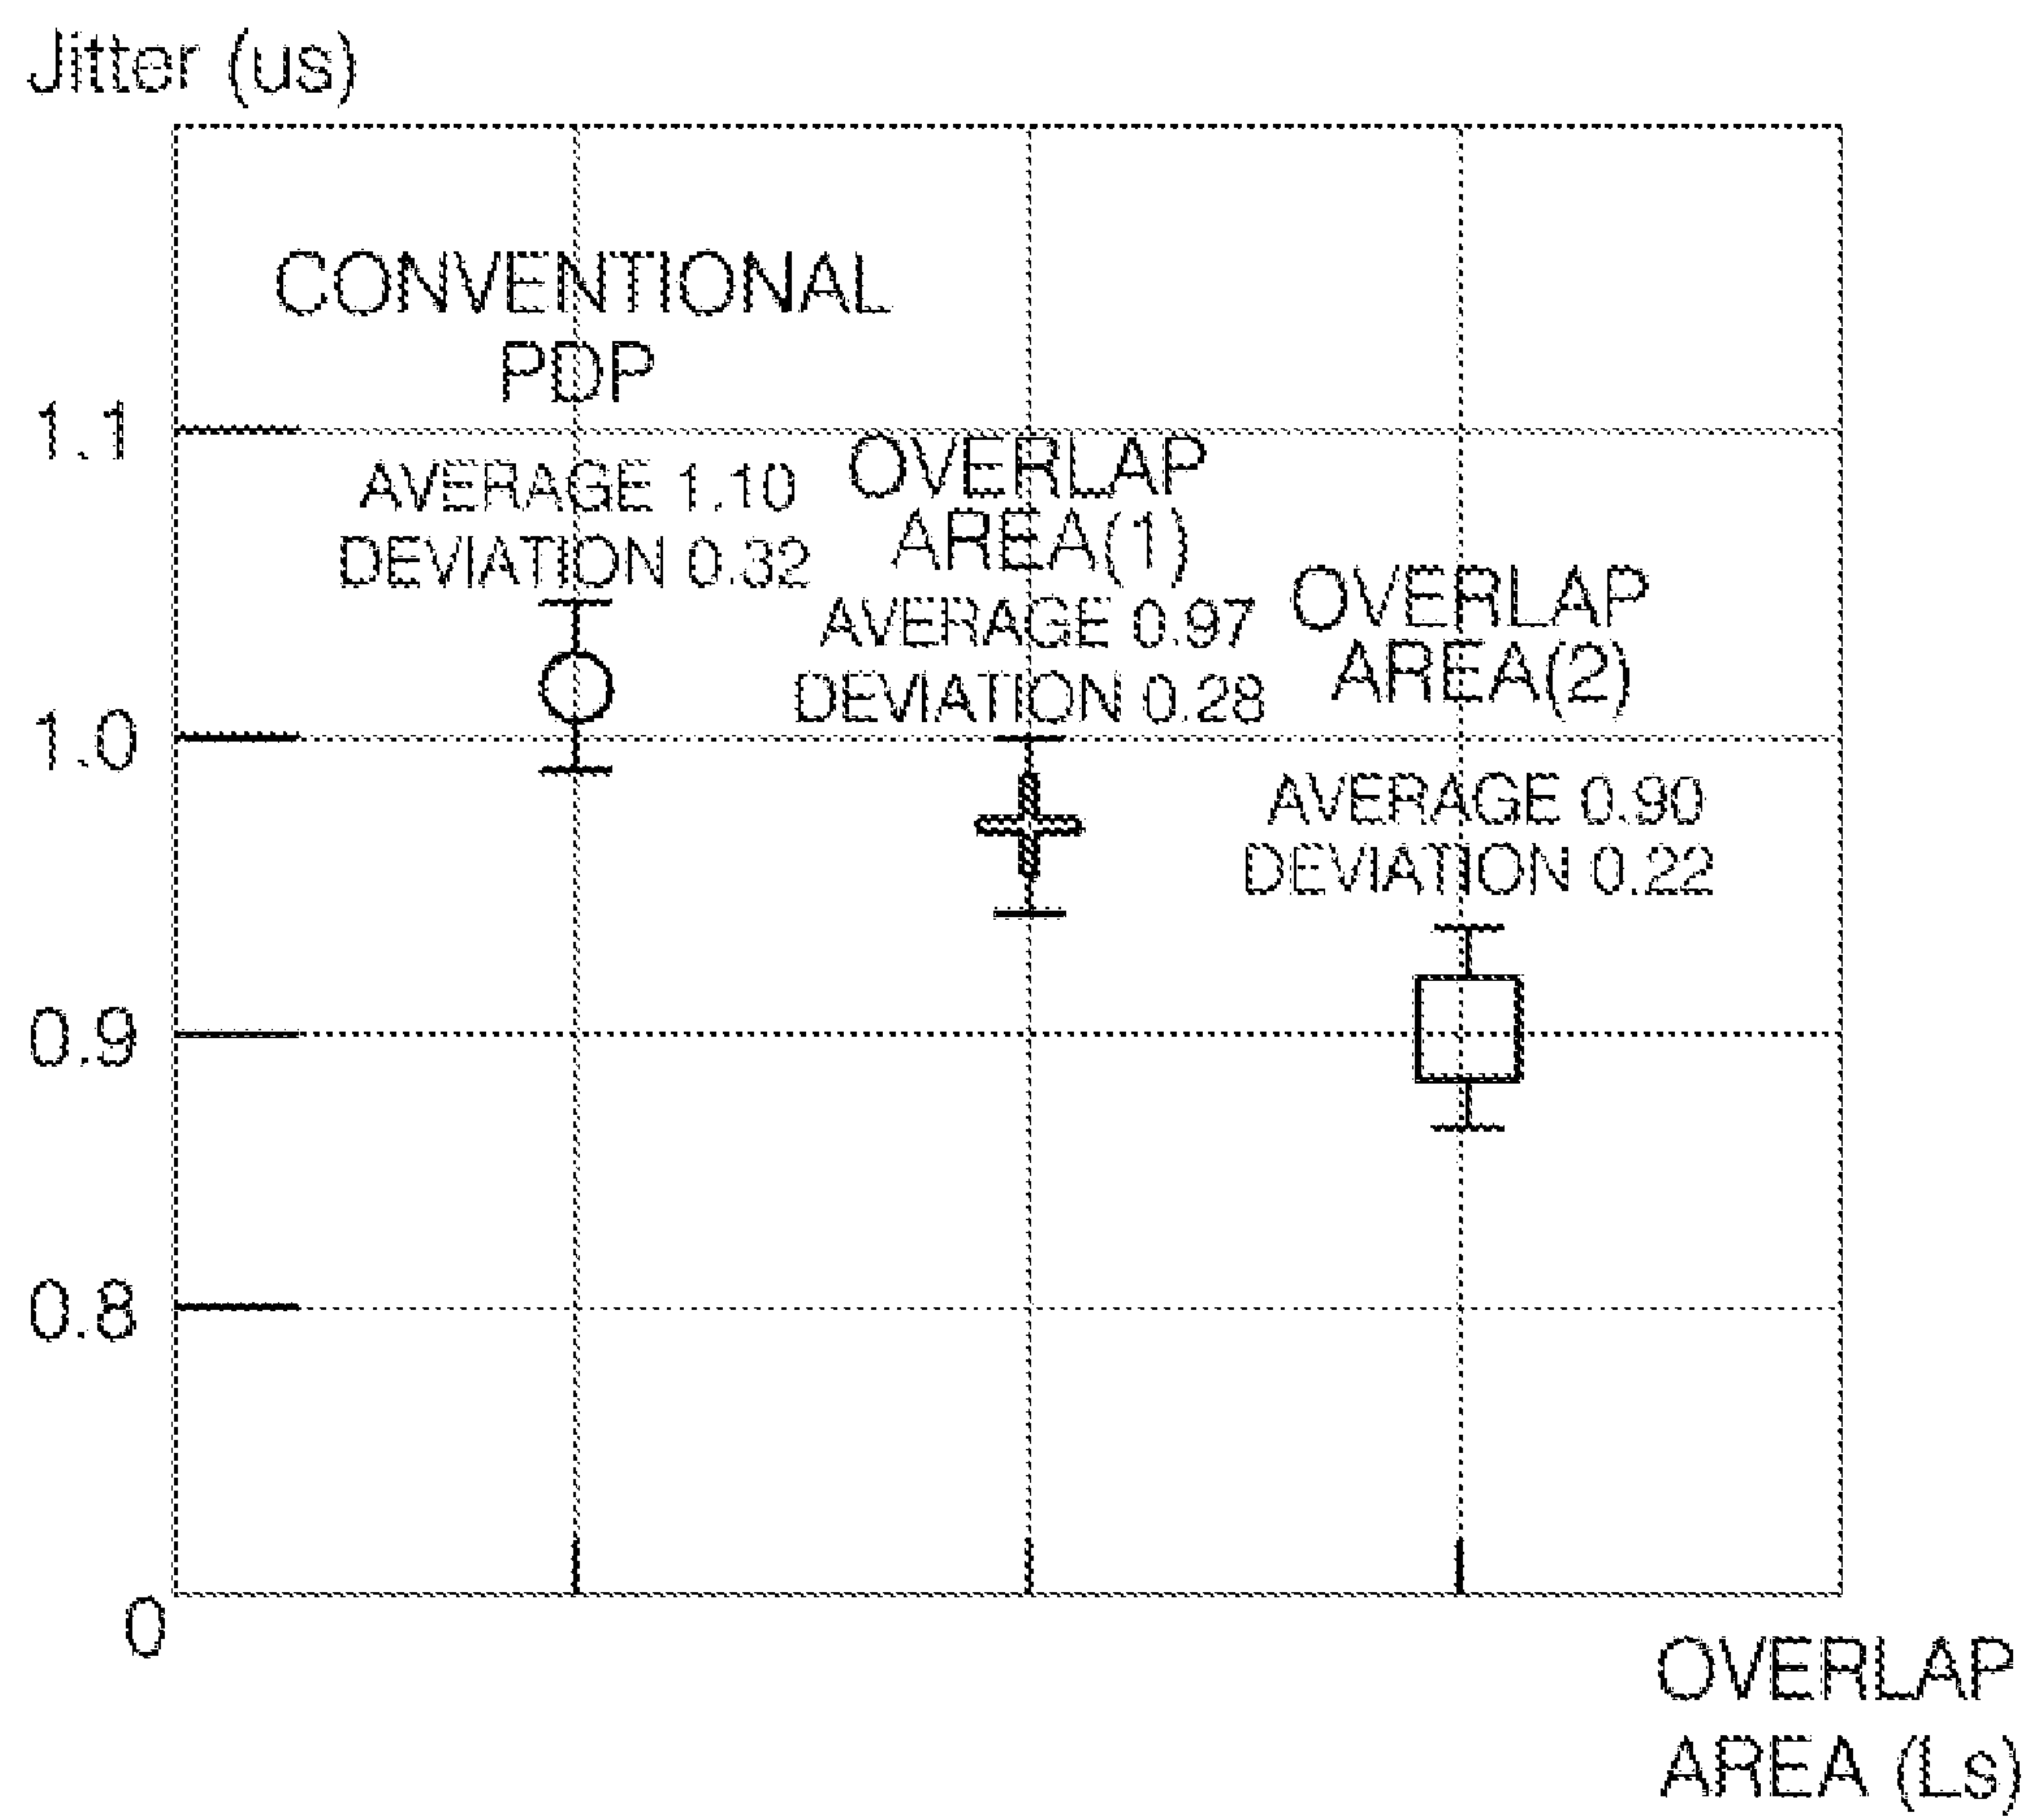 Jitter (us)
CONVENTIONAL
PDP
1.1
AVERAGE 1.10
DEVIATION 0.32
OVERLAP
AREA(1)
AVERAGE 0.97
DEVIATION 0.28
OVERLAP
AREA(2)
1.0
AVERAGE 0.90
DEVIATION 0.22
0.9
0.8
0
OVERLAP
AREA (Ls)